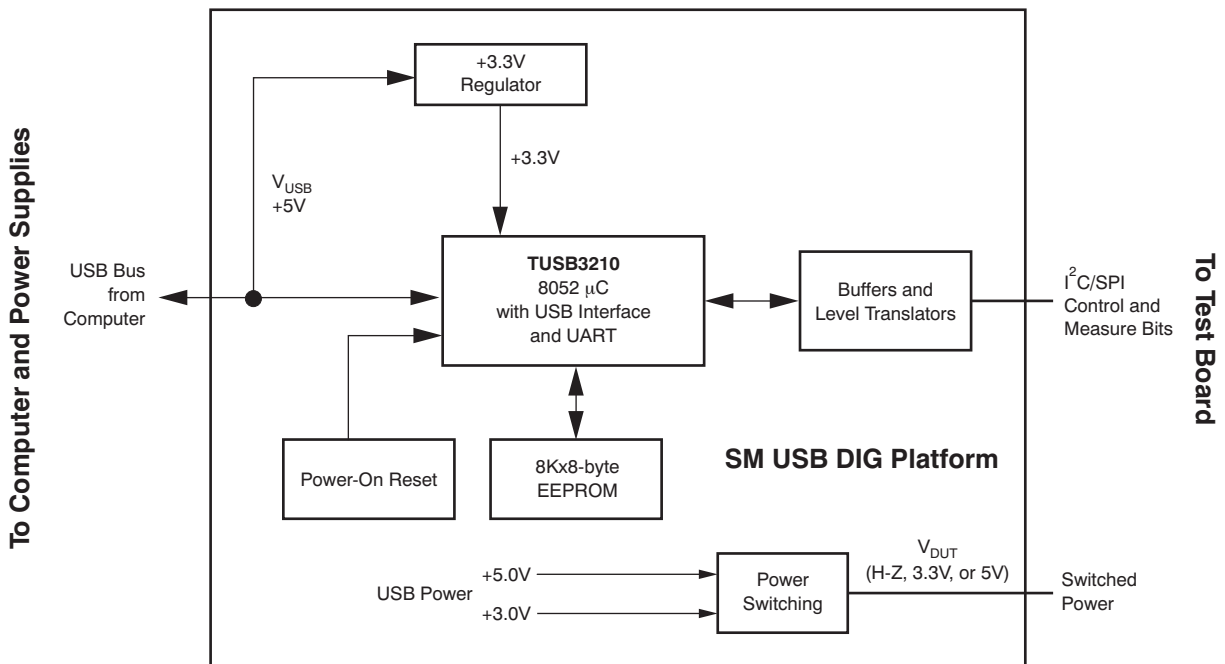 To Computer and Power Supplies
+3.3V
Regulator
+3.3V
V_USB
+5V
USB Bus
from
Computer
TUSB3210
8052 μC
with USB Interface
and UART
Buffers and
Level Translators
I²C/SPI
Control and
Measure Bits
To Test Board
Power-On Reset
8Kx8-byte
EEPROM
SM USB DIG Platform
USB Power
+5.0V
+3.0V
Power
Switching
V_DUT
(H-Z, 3.3V, or 5V)
Switched
Power